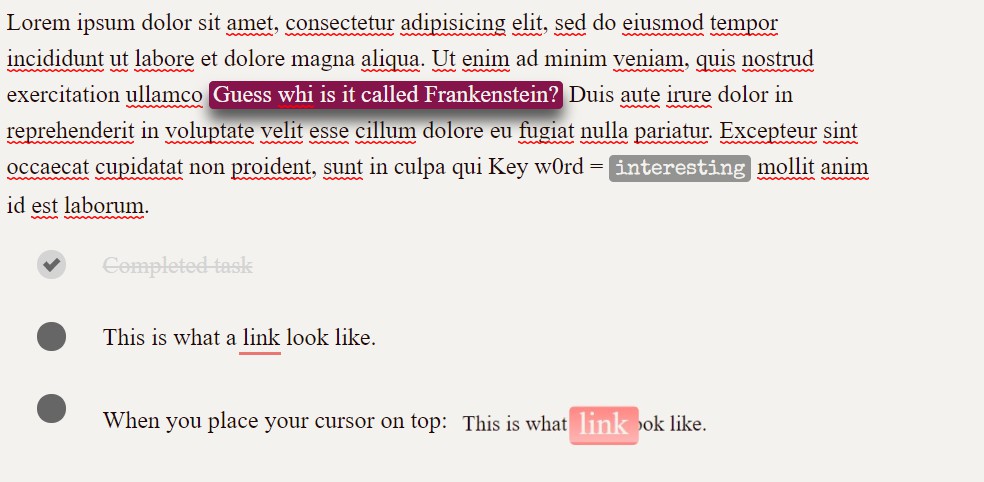 Lorem ipsum dolor sit amet, consectetur adipisicing elit, sed do eiusmod tempor
incididunt ut labore et dolore magna aliqua. Ut enim ad minim veniam, quis nostrud
exercitation ullamco Guess whi is it called Frankenstein? Duis aute irure dolor in
reprehenderit in voluptate velit esse cillum dolore eu fugiat nulla pariatur. Excepteur sint
occaecat cupidatat non proident, sunt in culpa qui Key w0rd = interesting mollit anim
id est laborum.
Completed task
This is what a link look like.
When you place your cursor on top: This is what link ook like.